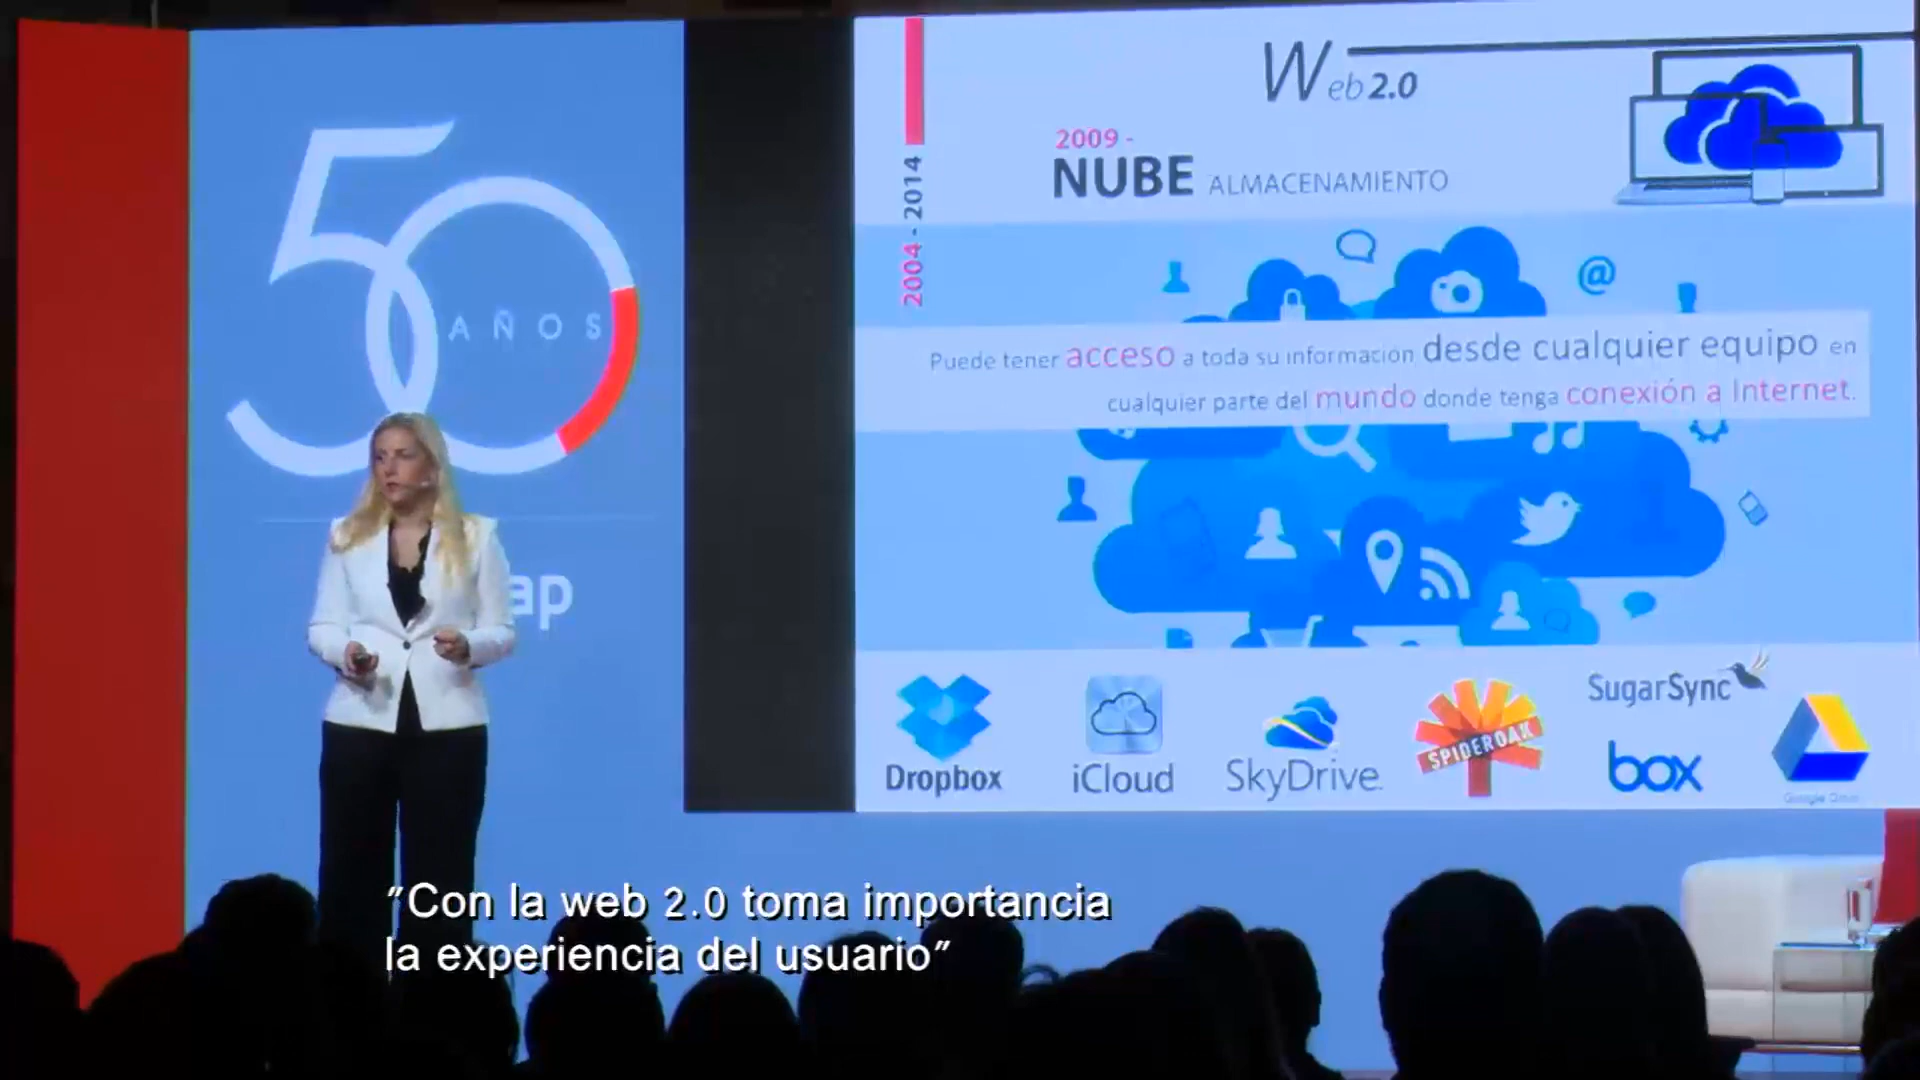 50
AÑOS
ap
2004 - 2014
Web 2.0
2009 -
NUBE ALMACENAMIENTO
@
Puede tener acceso a toda su información desde cualquier equipo en
cualquier parte del mundo donde tenga conexión a Internet.
Dropbox
iCloud
SkyDrive
SPIDEROAK
SugarSync
box
Google Drive
"Con la web 2.0 toma importancia
la experiencia del usuario"